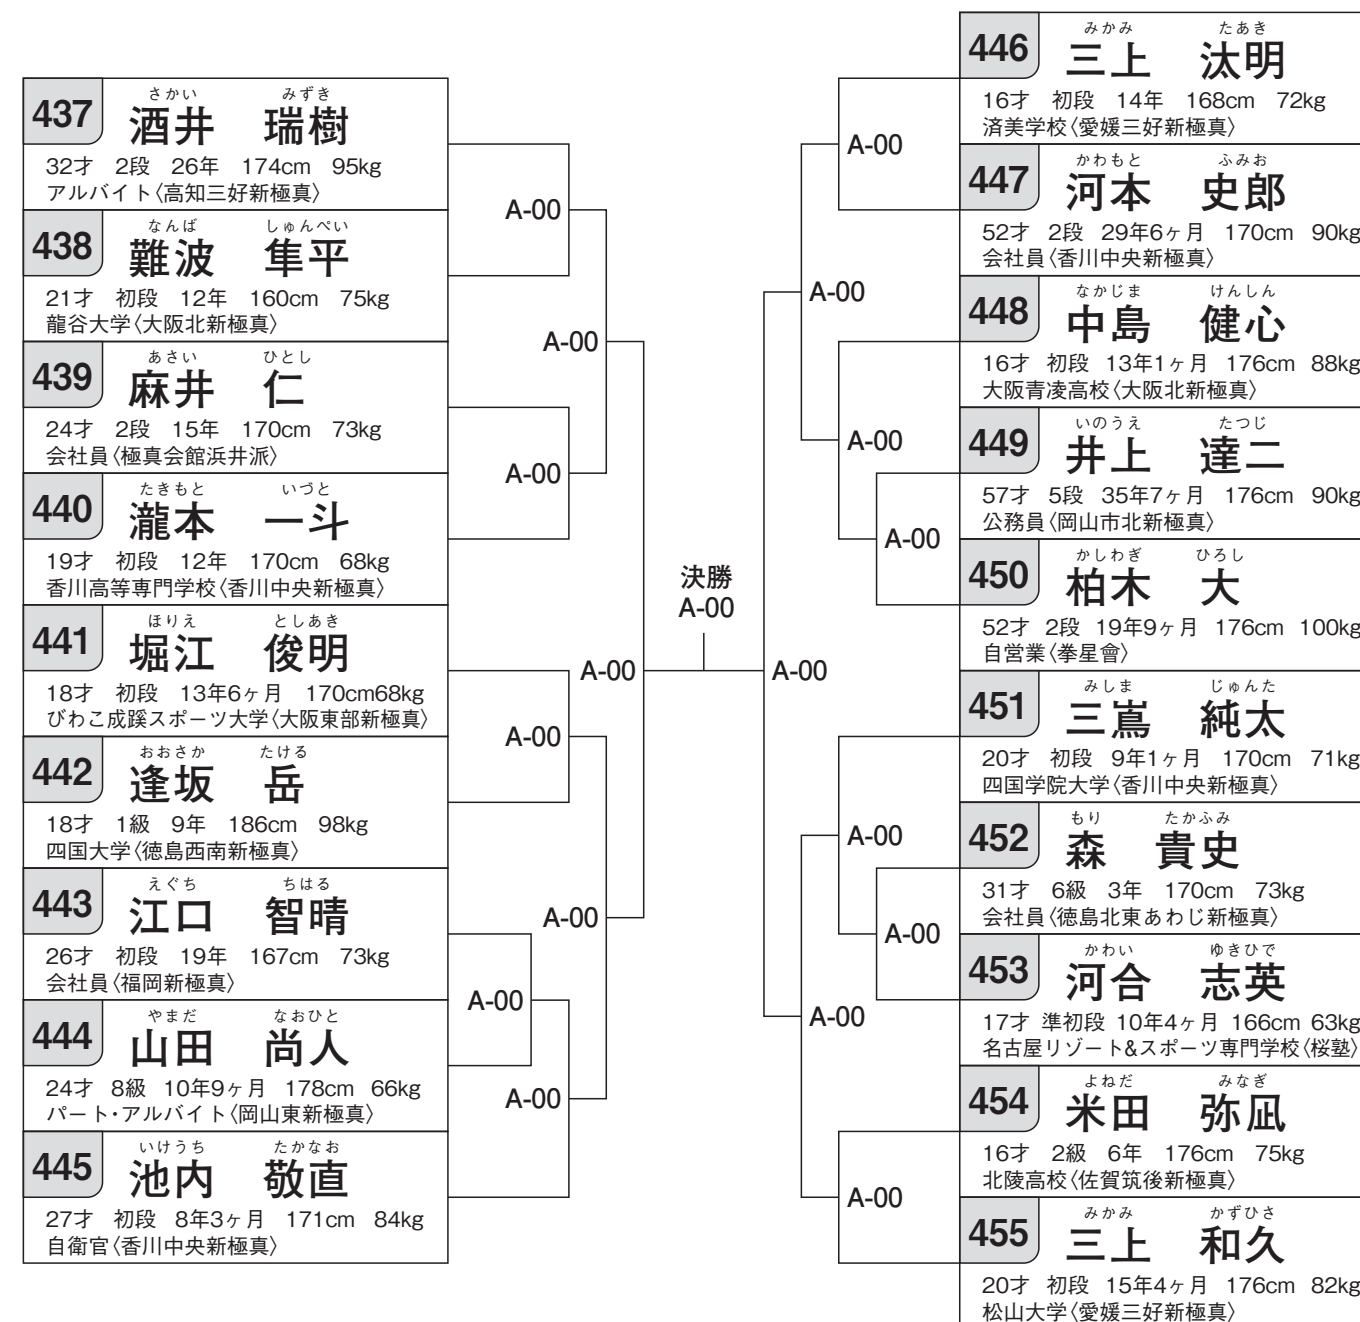 437
さかい　みずき
酒井　瑞樹
32才　2段　26年　174cm　95kg
アルバイト〈高知三好新極真〉
438
なんば　しゅんぺい
難波　隼平
21才　初段　12年　160cm　75kg
龍谷大学〈大阪北新極真〉
439
あさい　ひとし
麻井　仁
24才　2段　15年　170cm　73kg
会社員〈極真会館浜井派〉
440
たきもと　いづと
瀧本　一斗
19才　初段　12年　170cm　68kg
香川高等専門学校〈香川中央新極真〉
441
ほりえ　としあき
堀江　俊明
18才　初段　13年6ヶ月　170cm68kg
びわこ成蹊スポーツ大学〈大阪東部新極真〉
442
おおさか　たける
逢坂　岳
18才　1級　9年　186cm　98kg
四国大学〈徳島西南新極真〉
443
えぐち　ちはる
江口　智晴
26才　初段　19年　167cm　73kg
会社員〈福岡新極真〉
444
やまだ　なおひと
山田　尚人
24才　8級　10年9ヶ月　178cm　66kg
パート・アルバイト〈岡山東新極真〉
445
いけうち　たかなお
池内　敬直
27才　初段　8年3ヶ月　171cm　84kg
自衛官〈香川中央新極真〉
A-00
A-00
A-00
A-00
A-00
A-00
A-00
A-00
決勝
A-00
A-00
A-00
A-00
A-00
A-00
A-00
A-00
A-00
A-00
446
みかみ　たあき
三上　汰明
16才　初段　14年　168cm　72kg
済美学校〈愛媛三好新極真〉
447
かわもと　ふみお
河本　史郎
52才　2段　29年6ヶ月　170cm　90kg
会社員〈香川中央新極真〉
448
なかじま　けんしん
中島　健心
16才　初段　13年1ヶ月　176cm　88kg
大阪青凌高校〈大阪北新極真〉
449
いのうえ　たつじ
井上　達二
57才　5段　35年7ヶ月　176cm　90kg
公務員〈岡山市北新極真〉
450
かしわぎ　ひろし
柏木　大
52才　2段　19年9ヶ月　176cm　100kg
自営業〈拳星會〉
451
みしま　じゅんた
三嶌　純太
20才　初段　9年1ヶ月　170cm　71kg
四国学院大学〈香川中央新極真〉
452
もり　たかふみ
森　貴史
31才　6級　3年　170cm　73kg
会社員〈徳島北東あわじ新極真〉
453
かわい　ゆきひで
河合　志英
17才　準初段　10年4ヶ月　166cm　63kg
名古屋リゾート&スポーツ専門学校〈桜塾〉
454
よねだ　みなぎ
米田　弥凪
16才　2級　6年　176cm　75kg
北陵高校〈佐賀筑後新極真〉
455
みかみ　かずひさ
三上　和久
20才　初段　15年4ヶ月　176cm　82kg
松山大学〈愛媛三好新極真〉